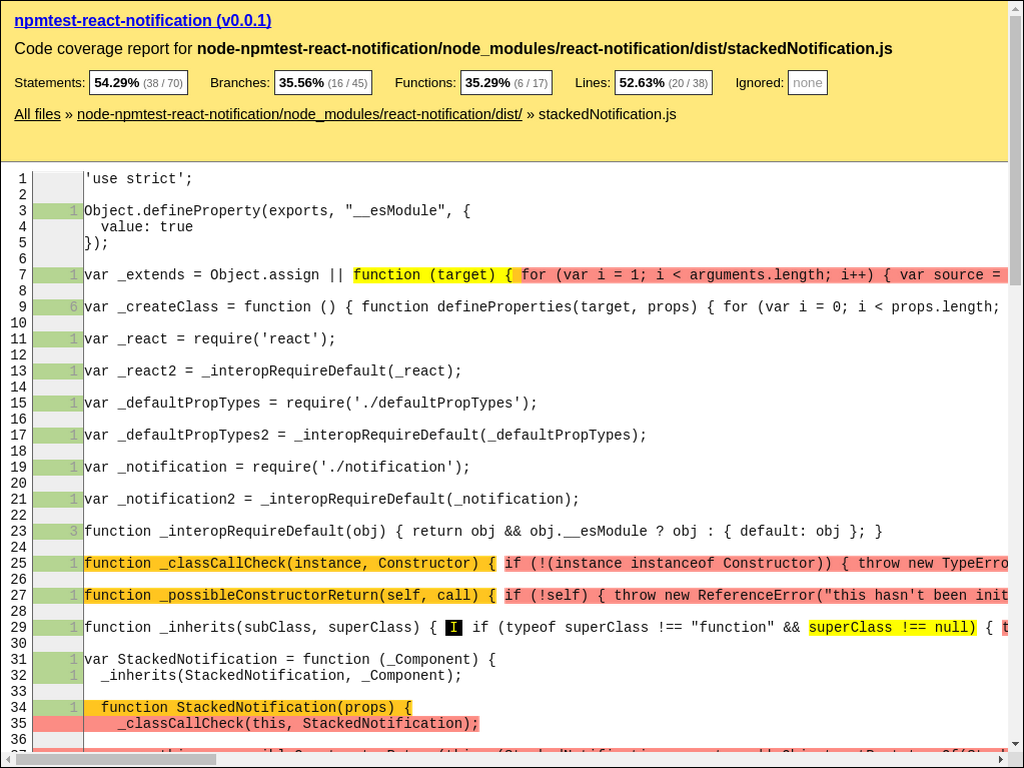 npmtest-react-notification (v0.0.1)
Code coverage report for node-npmtest-react-notification/node_modules/react-notification/dist/stackedNotification.js
Statements: 54.29% (38 / 70) Branches: 35.56% (16 / 45) Functions: 35.29% (6 / 17) Lines: 52.63% (20 / 38) Ignored: none
All files » node-npmtest-react-notification/node_modules/react-notification/dist/ » stackedNotification.js
1 'use strict';
2
3 1 Object.defineProperty(exports, "__esModule", {
4   value: true
5 });
6
7 1 var _extends = Object.assign || function (target) { for (var i = 1; i < arguments.length; i++) { var source =
8
9 6 var _createClass = function () { function defineProperties(target, props) { for (var i = 0; i < props.length;
10
11 1 var _react = require('react');
12
13 1 var _react2 = _interopRequireDefault(_react);
14
15 1 var _defaultPropTypes = require('./defaultPropTypes');
16
17 1 var _defaultPropTypes2 = _interopRequireDefault(_defaultPropTypes);
18
19 1 var _notification = require('./notification');
20
21 1 var _notification2 = _interopRequireDefault(_notification);
22
23 3 function _interopRequireDefault(obj) { return obj && obj.__esModule ? obj : { default: obj }; }
24
25 1 function _classCallCheck(instance, Constructor) { if (!(instance instanceof Constructor)) { throw new TypeErro
26
27 1 function _possibleConstructorReturn(self, call) { if (!self) { throw new ReferenceError("this hasn't been init
28
29 1 function _inherits(subClass, superClass) { I if (typeof superClass !== "function" && superClass !== null) { t
30
31 1 var StackedNotification = function (_Component) {
32 1   _inherits(StackedNotification, _Component);
33
34 1   function StackedNotification(props) {
35     _classCallCheck(this, StackedNotification);
36